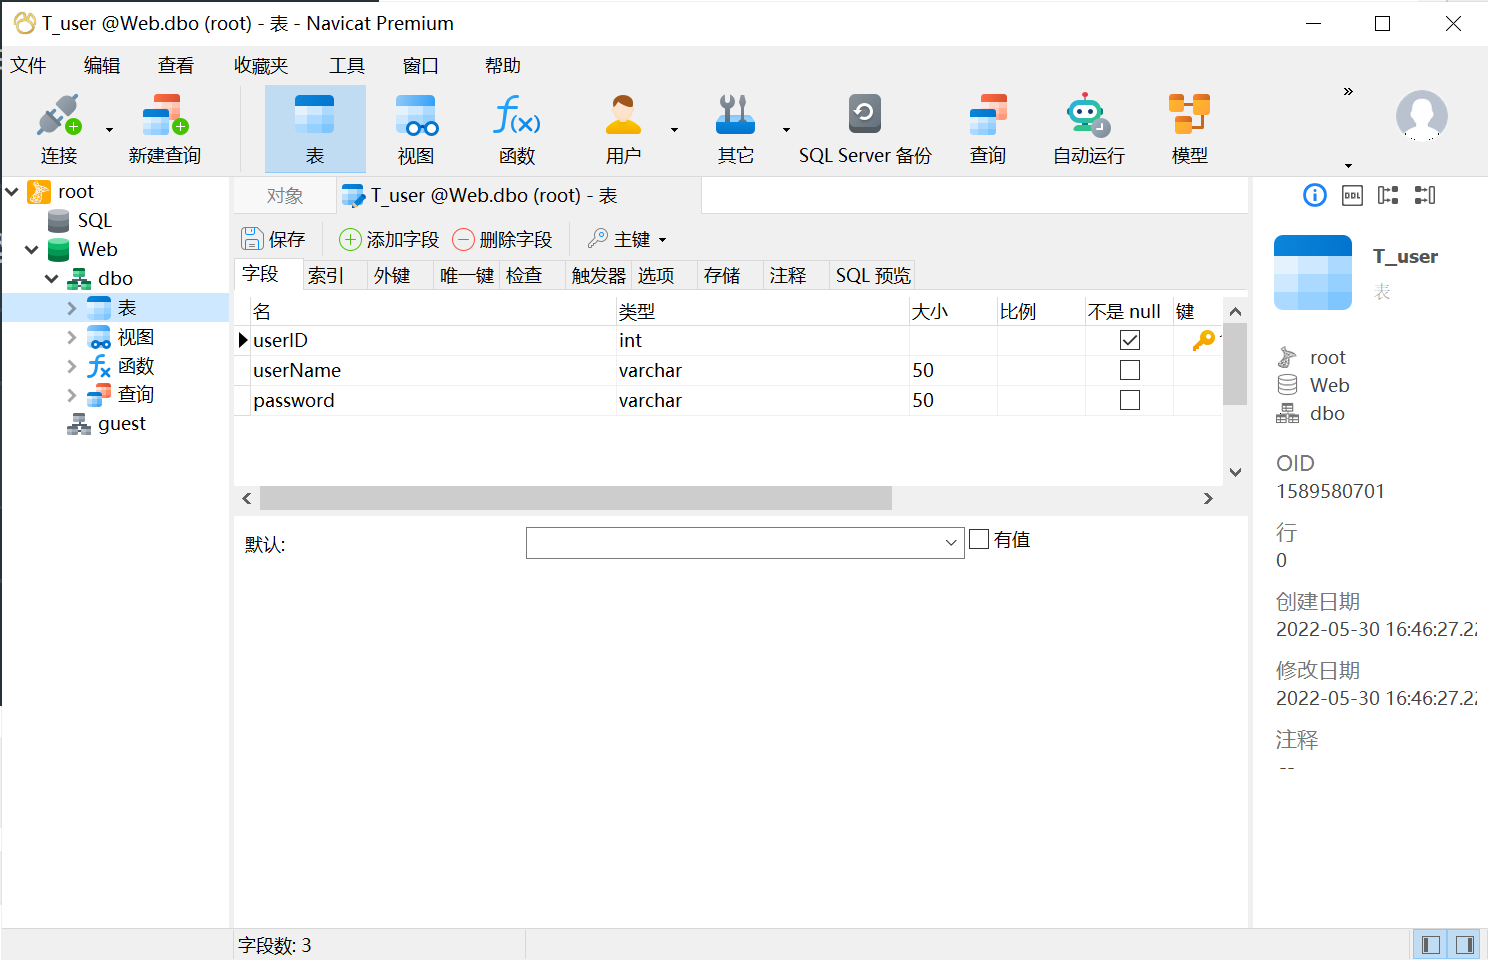 T_user @Web.dbo (root) - 表 - Navicat Premium
文件 编辑 查看 收藏夹 工具 窗口 帮助
连接 新建查询 表 视图 函数 用户 其它 SQL Server 备份 查询 自动运行 模型
root
SQL
Web
dbo
表
视图
函数
查询
guest
对象 T_user @Web.dbo (root) - 表
保存 添加字段 删除字段 主键
字段 索引 外键 唯一键 检查 触发器 选项 存储 注释 SQL 预览
名 类型 大小 比例 不是 null 键
userID int
userName varchar 50
password varchar 50
默认: 有值
DDL
T_user
表
root
Web
dbo
OID
1589580701
行
0
创建日期
2022-05-30 16:46:27.22
修改日期
2022-05-30 16:46:27.22
注释
--
字段数: 3